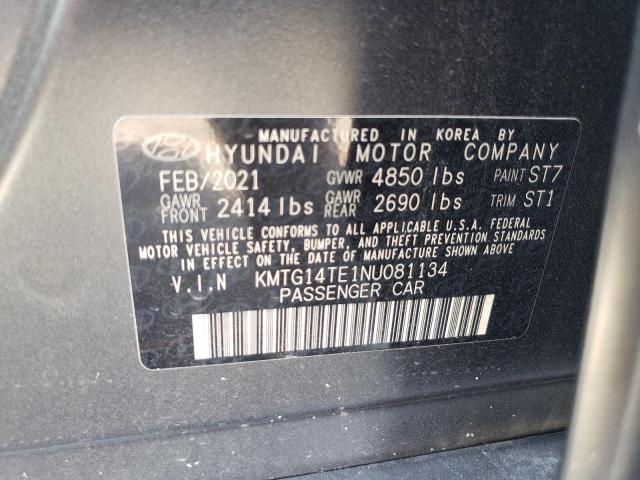 MANUFACTURED IN KOREA BY
HYUNDAI MOTOR COMPANY
FEB/2021 GVWR 4850 lbs PAINT ST7
GAWR FRONT 2414 lbs GAWR REAR 2690 lbs TRIM ST1
THIS VEHICLE CONFORMS TO ALL APPLICABLE U.S.A. FEDERAL
MOTOR VEHICLE SAFETY, BUMPER, AND THEFT PREVENTION STANDARDS
IN EFFECT ON THE DATE OF MANUFACTURE SHOWN ABOVE
V.I.N KMTG14TE1NU081134
PASSENGER CAR